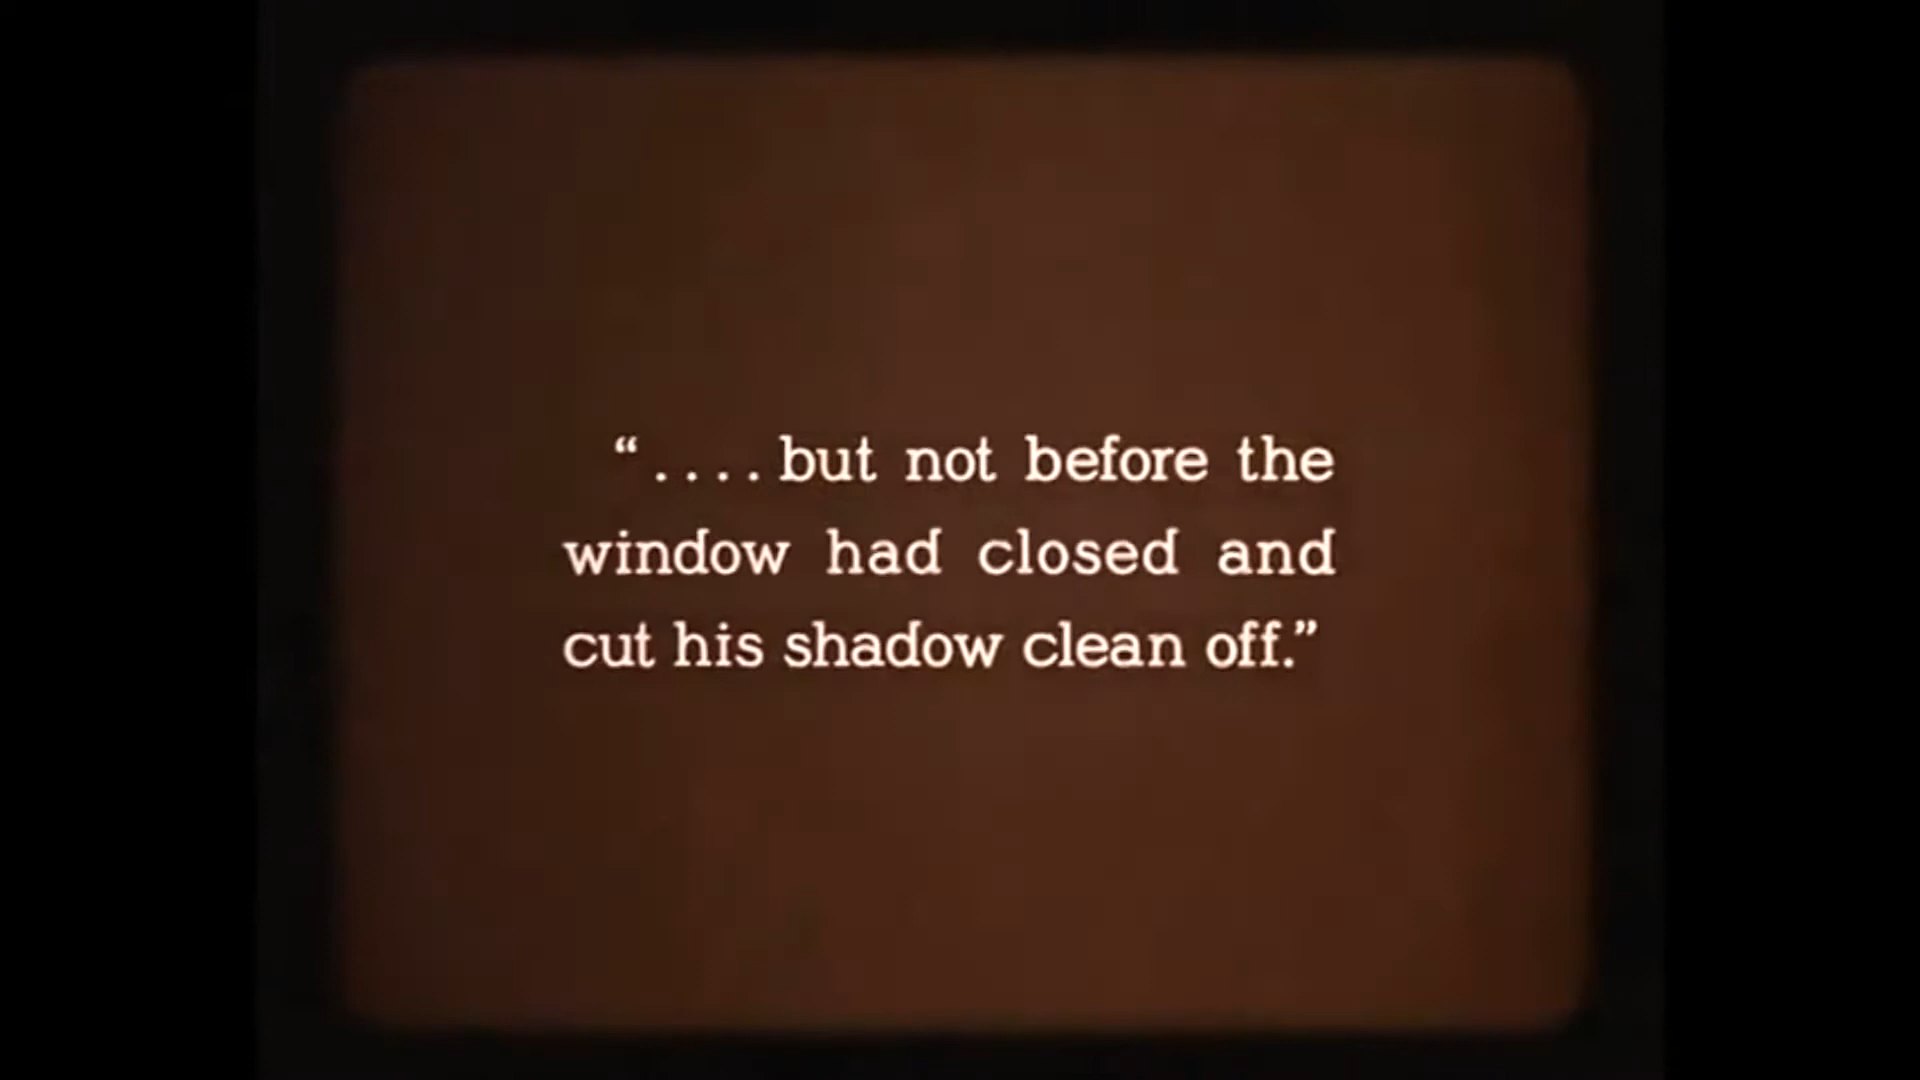 “ . . . . but not before the
window had closed and
cut his shadow clean off.”